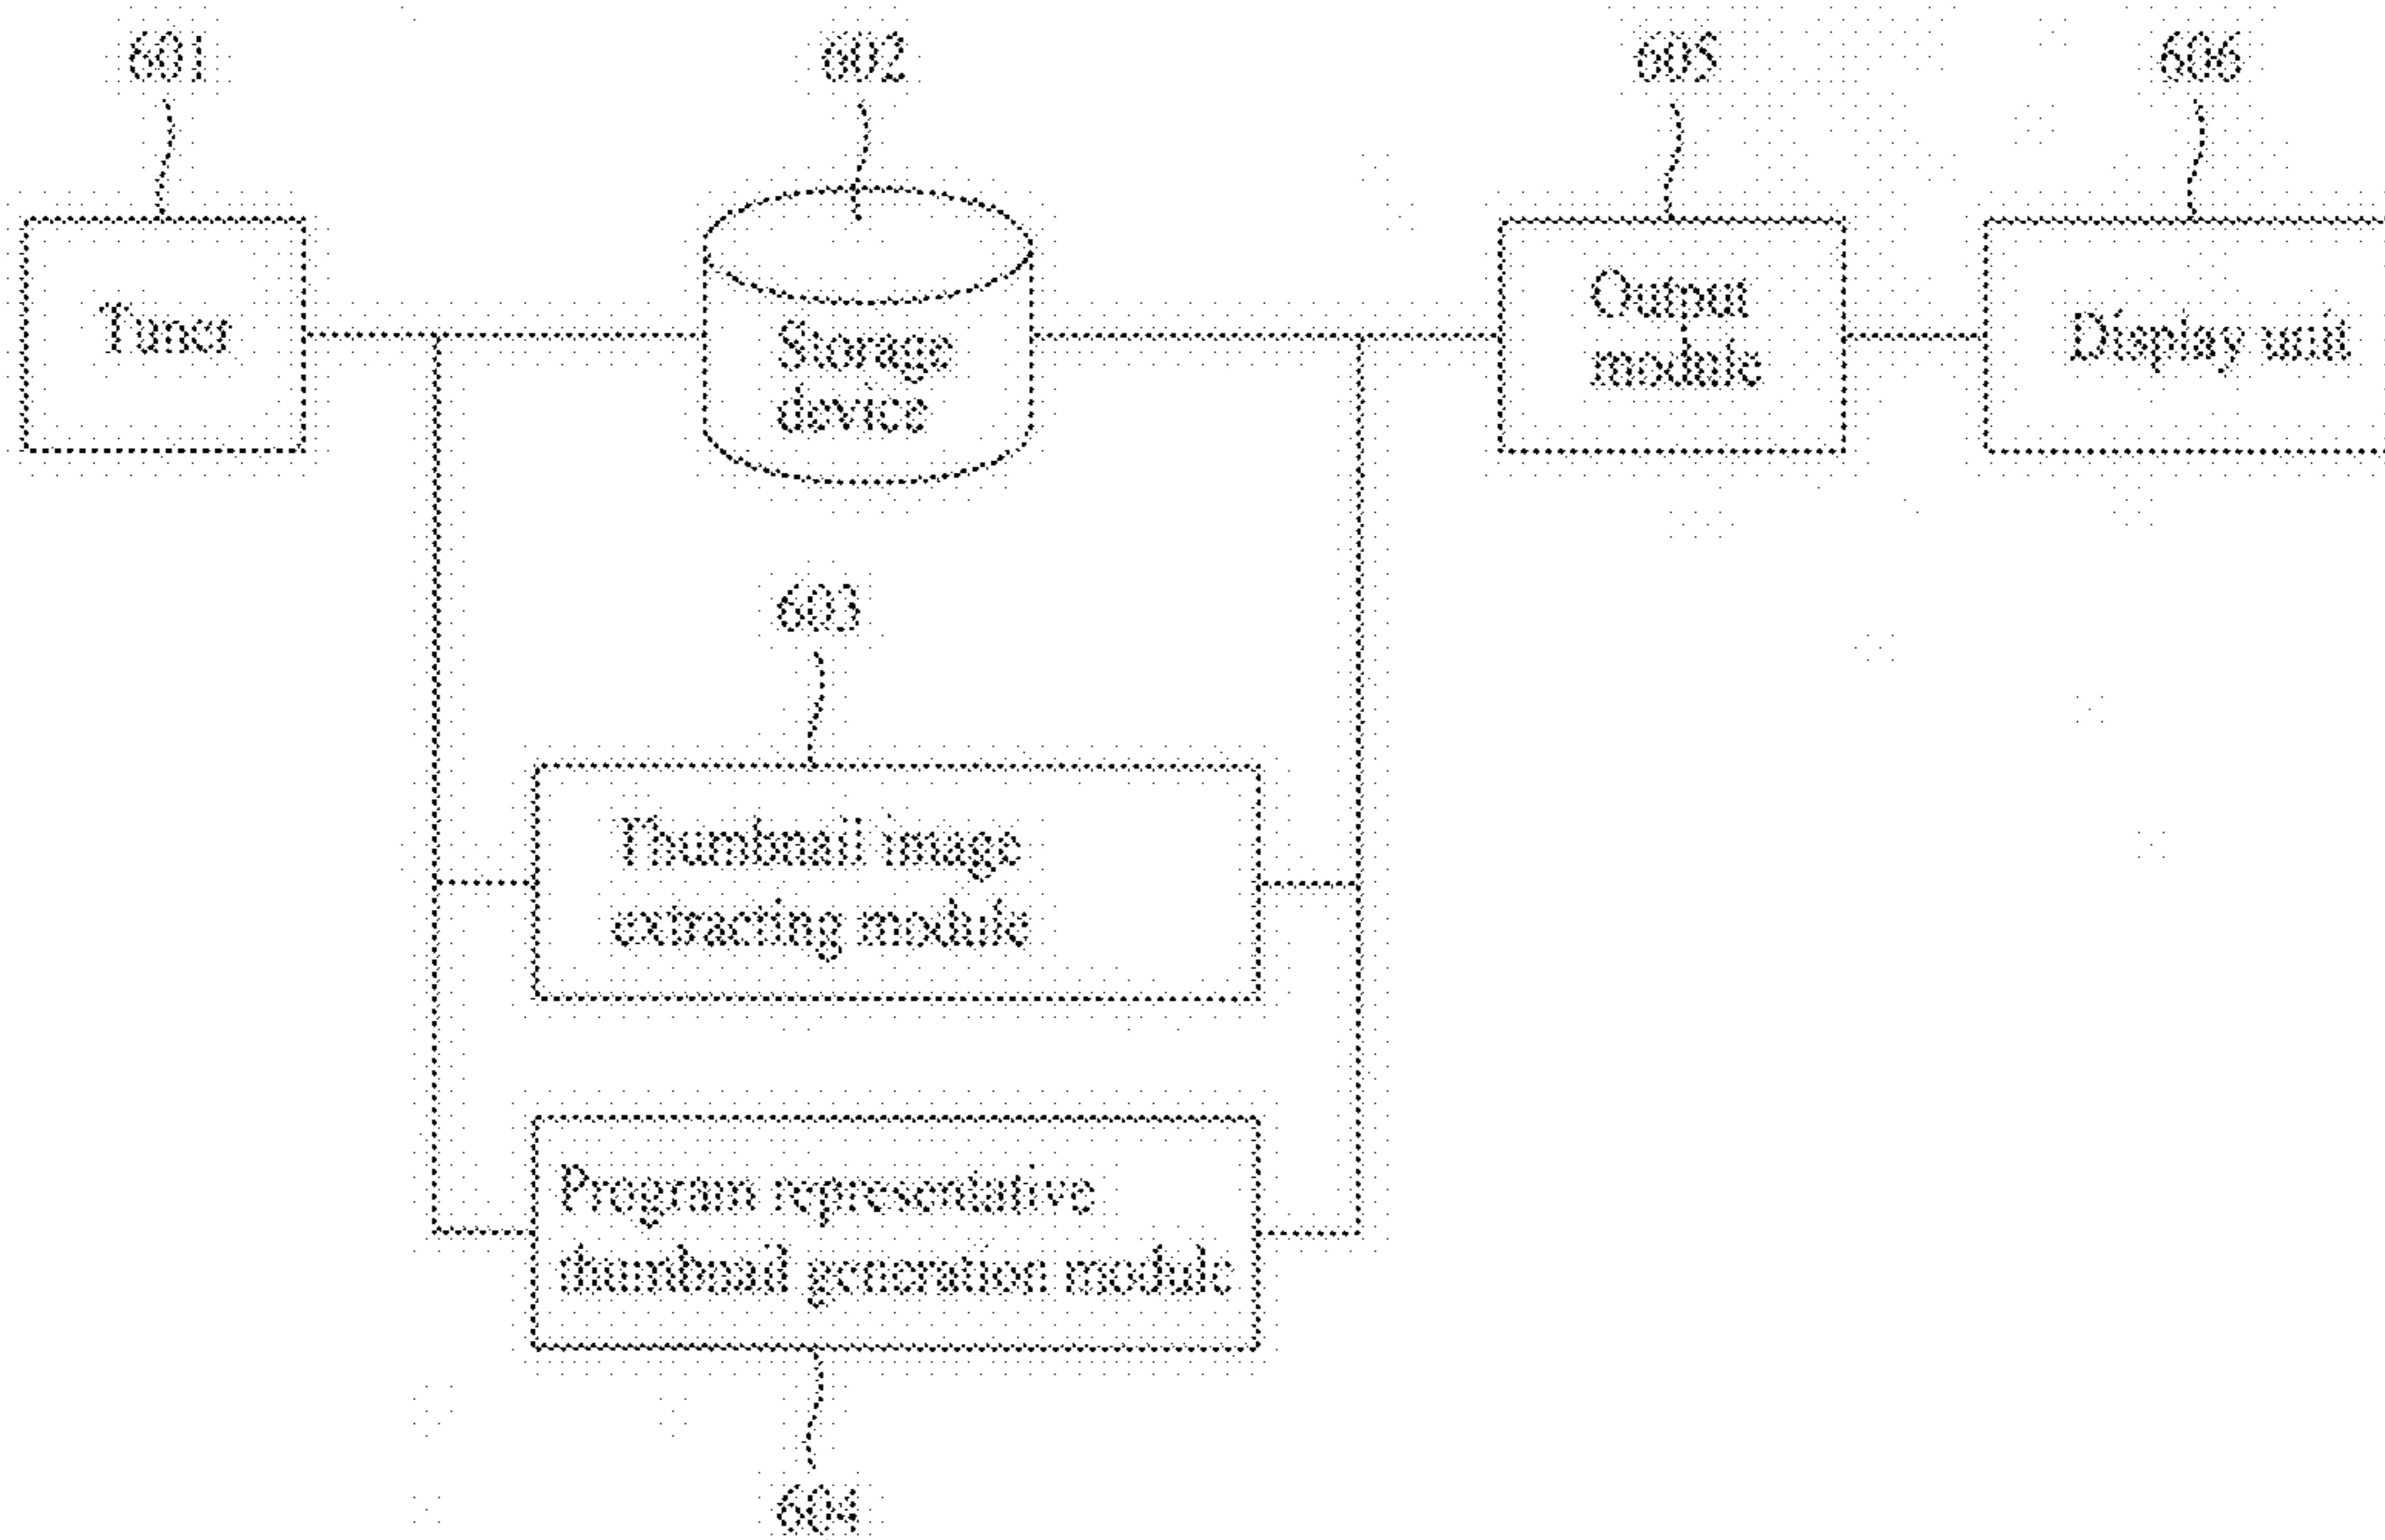 601
602
605
606
Tuner
Storage
device
Output
module
Display unit
603
Thumbnail image
extracting module
Program representative
thumbnail generation module
604